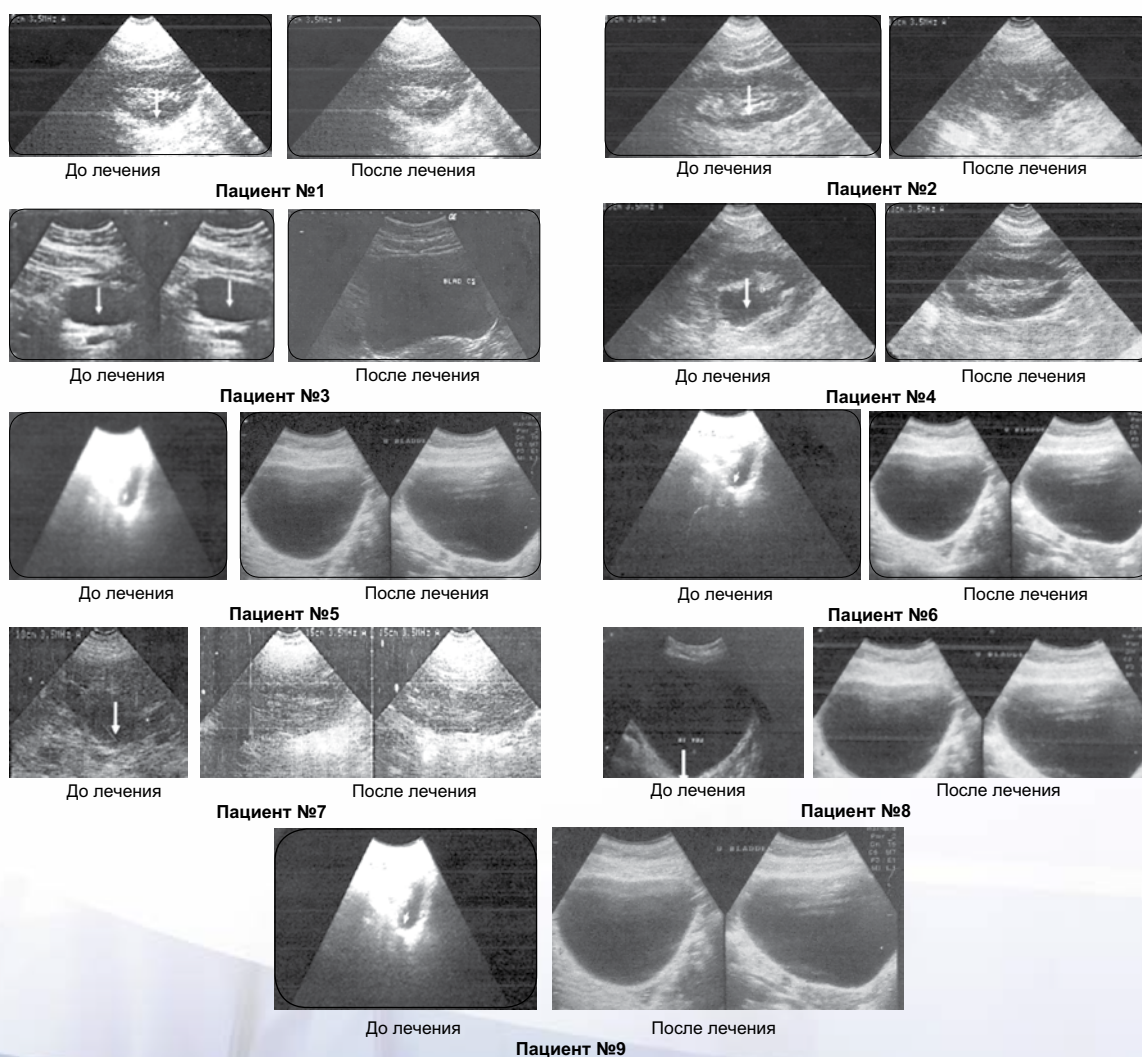 До лечения
После лечения
Пациент №1
До лечения
После лечения
Пациент №2
До лечения
BLAD CS
После лечения
Пациент №3
До лечения
После лечения
Пациент №4
До лечения
После лечения
Пациент №5
До лечения
После лечения
Пациент №6
До лечения
После лечения
Пациент №7
До лечения
После лечения
Пациент №8
До лечения
После лечения
Пациент №9